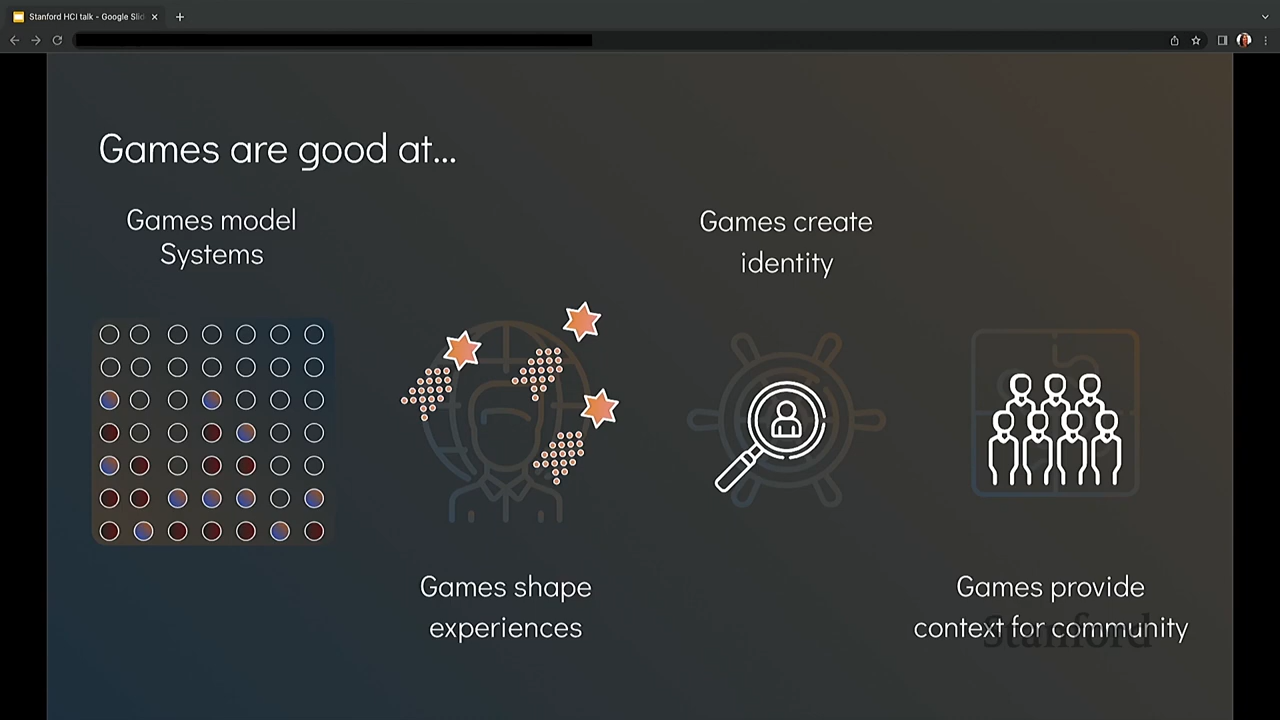 Stanford HCI talk - Google Slid
Games are good at...
Games model
Systems
Games create
identity
Games shape
experiences
Games provide
context for community
Stanford